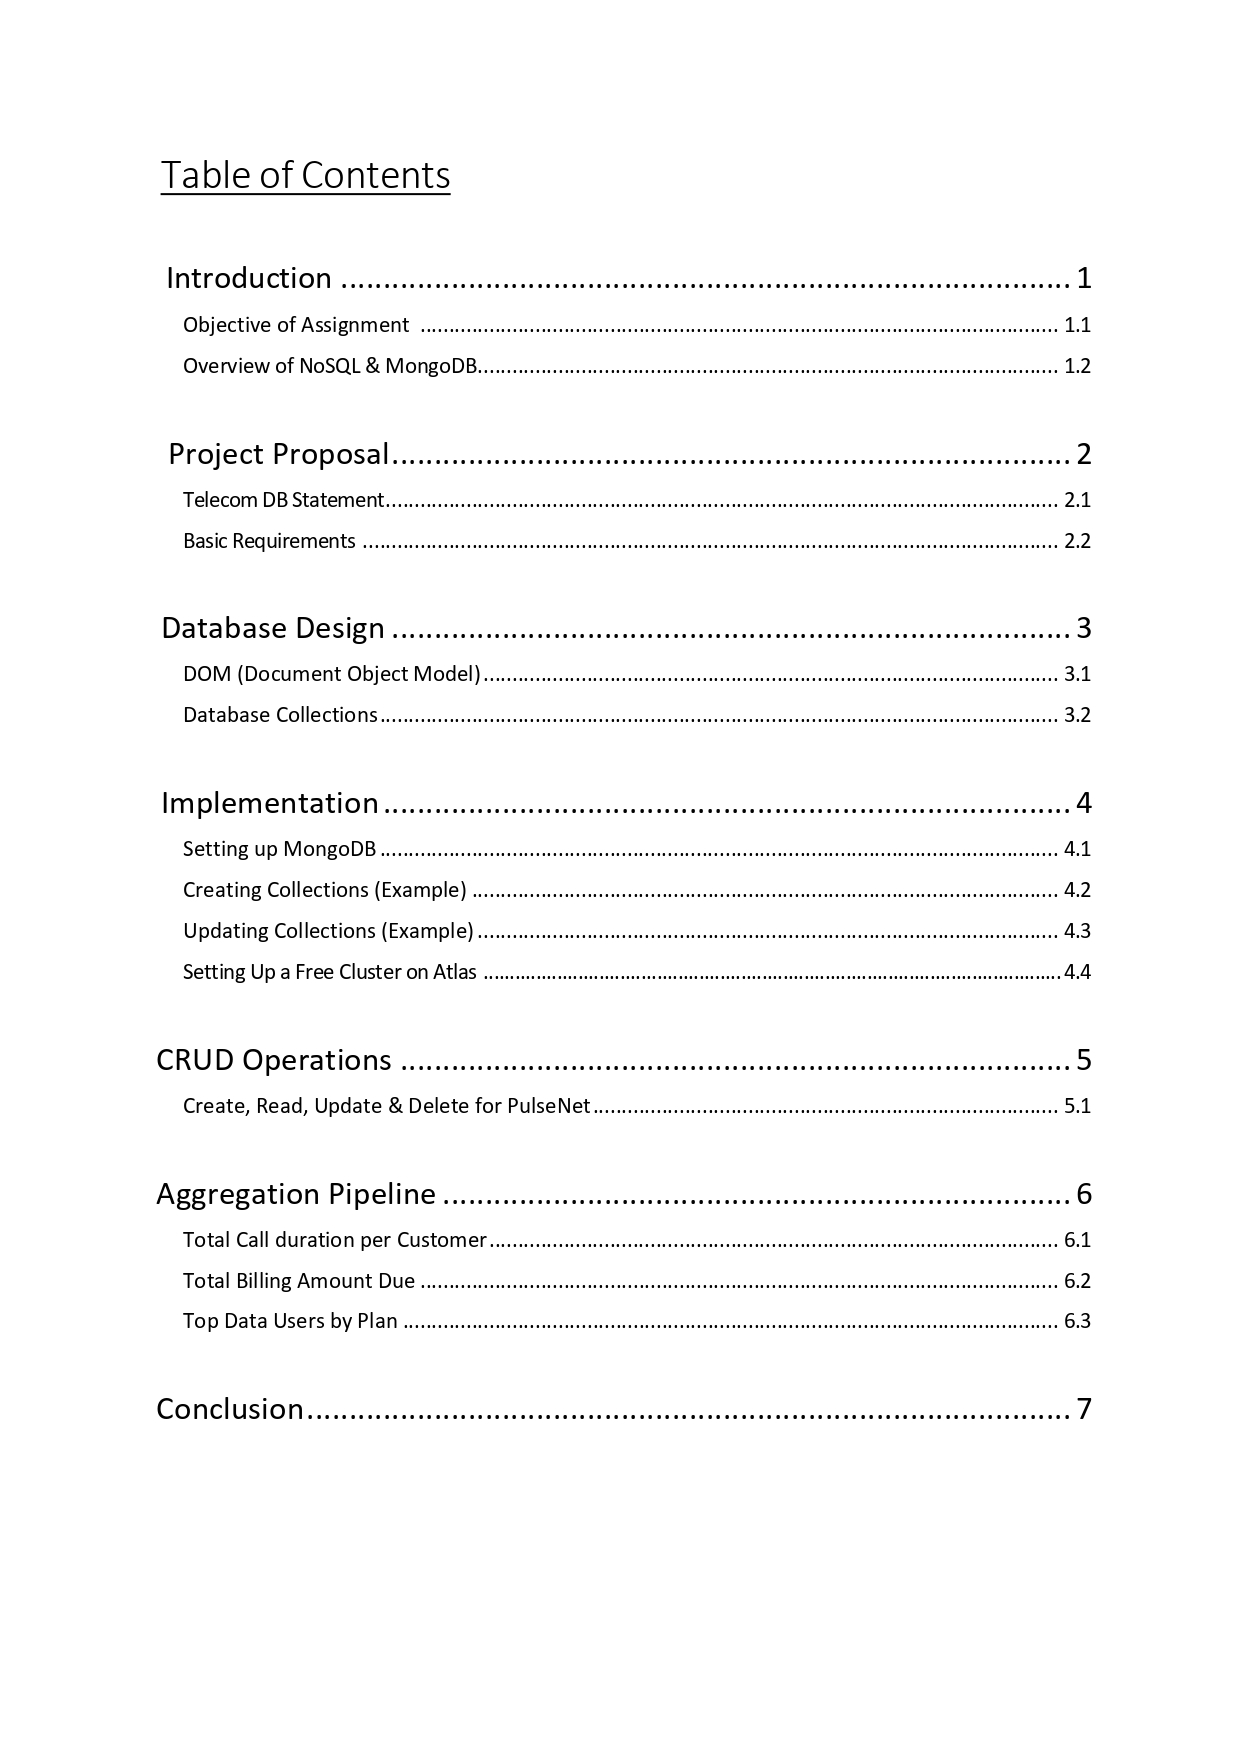 Table of Contents
Introduction ........................................................................................ 1
Objective of Assignment ................................................................................................................ 1.1
Overview of NoSQL & MongoDB...................................................................................................... 1.2
Project Proposal.................................................................................. 2
Telecom DB Statement..................................................................................................................... 2.1
Basic Requirements ......................................................................................................................... 2.2
Database Design .................................................................................. 3
DOM (Document Object Model).................................................................................................... 3.1
Database Collections...................................................................................................................... 3.2
Implementation ................................................................................... 4
Setting up MongoDB ...................................................................................................................... 4.1
Creating Collections (Example) ...................................................................................................... 4.2
Updating Collections (Example) ..................................................................................................... 4.3
Setting Up a Free Cluster on Atlas ..................................................................................................4.4
CRUD Operations ................................................................................. 5
Create, Read, Update & Delete for PulseNet................................................................................. 5.1
Aggregation Pipeline ............................................................................ 6
Total Call duration per Customer................................................................................................... 6.1
Total Billing Amount Due ............................................................................................................... 6.2
Top Data Users by Plan .................................................................................................................. 6.3
Conclusion............................................................................................ 7